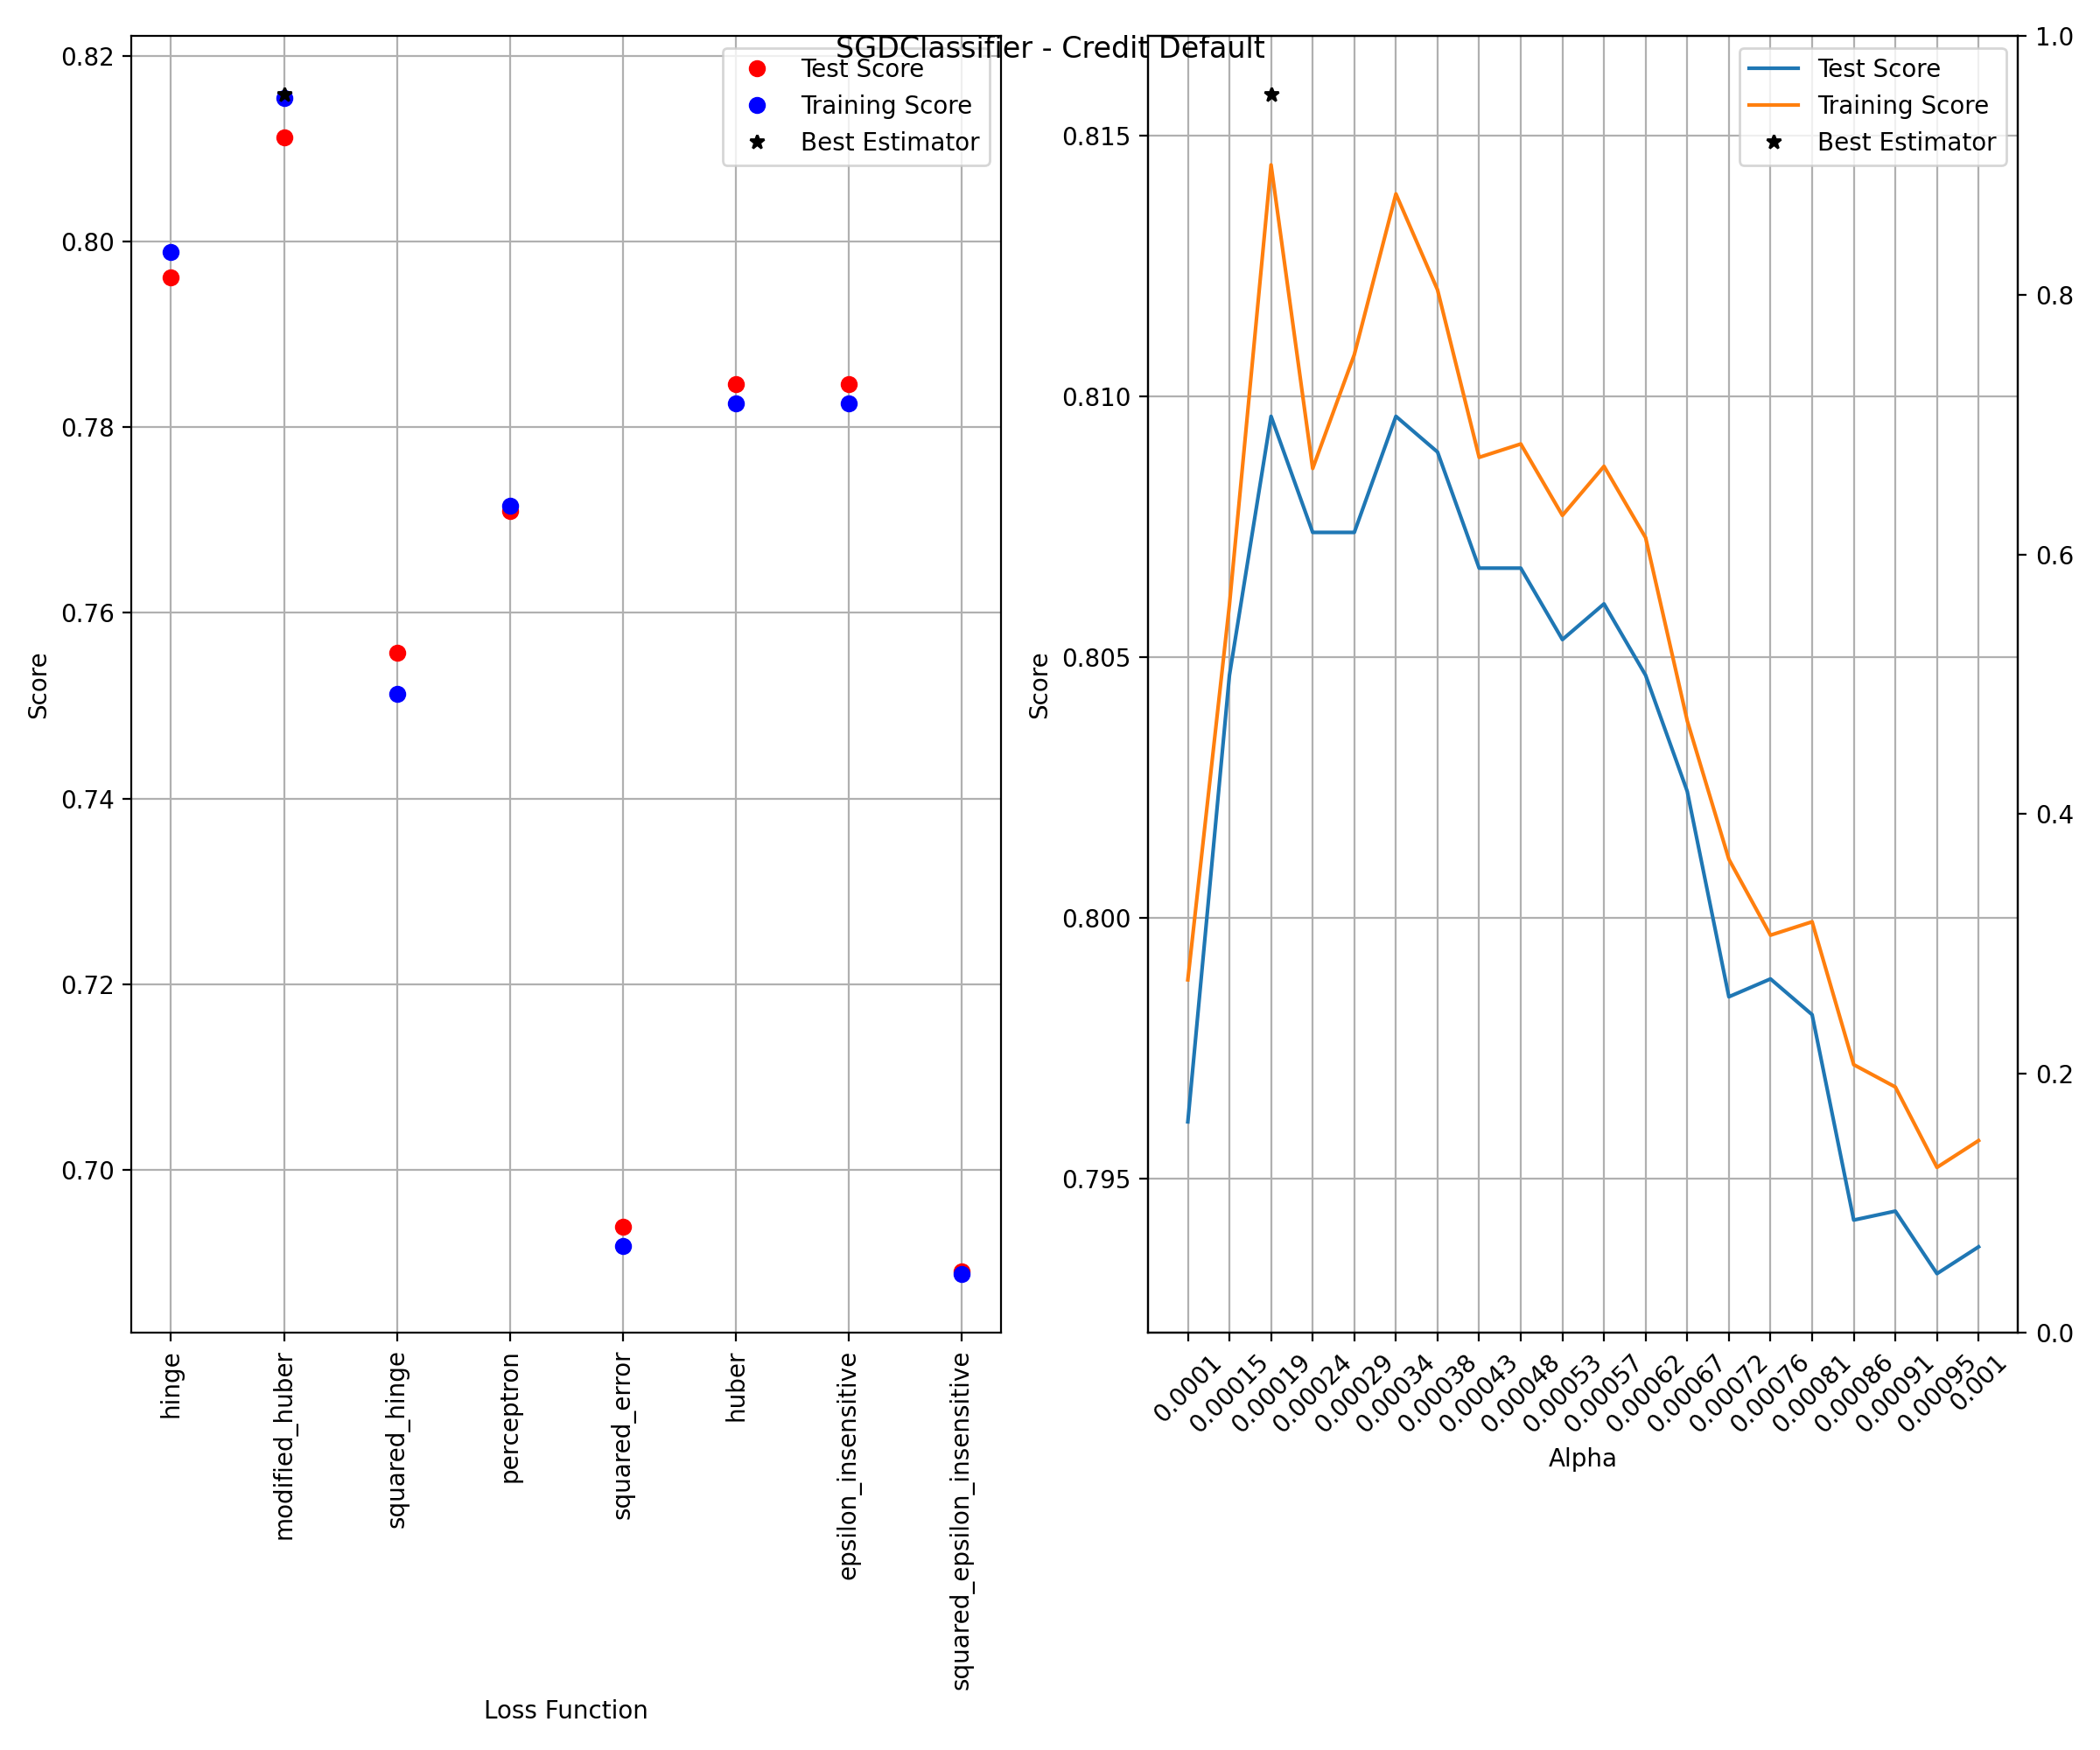 SGDClassifier - Credit Default
0.82
0.80
0.78
0.76
0.74
0.72
0.70
Score
Test Score
Training Score
Best Estimator
hinge
modified_huber
squared_hinge
perceptron
squared_error
huber
epsilon_insensitive
squared_epsilon_insensitive
Loss Function
0.815
0.810
0.805
0.800
0.795
Score
Test Score
Training Score
Best Estimator
1.0
0.8
0.6
0.4
0.2
0.0
0.0001
0.00015
0.00019
0.00024
0.00029
0.00034
0.00038
0.00043
0.00048
0.00053
0.00057
0.00062
0.00067
0.00072
0.00076
0.00081
0.00086
0.00091
0.00095
0.001
Alpha